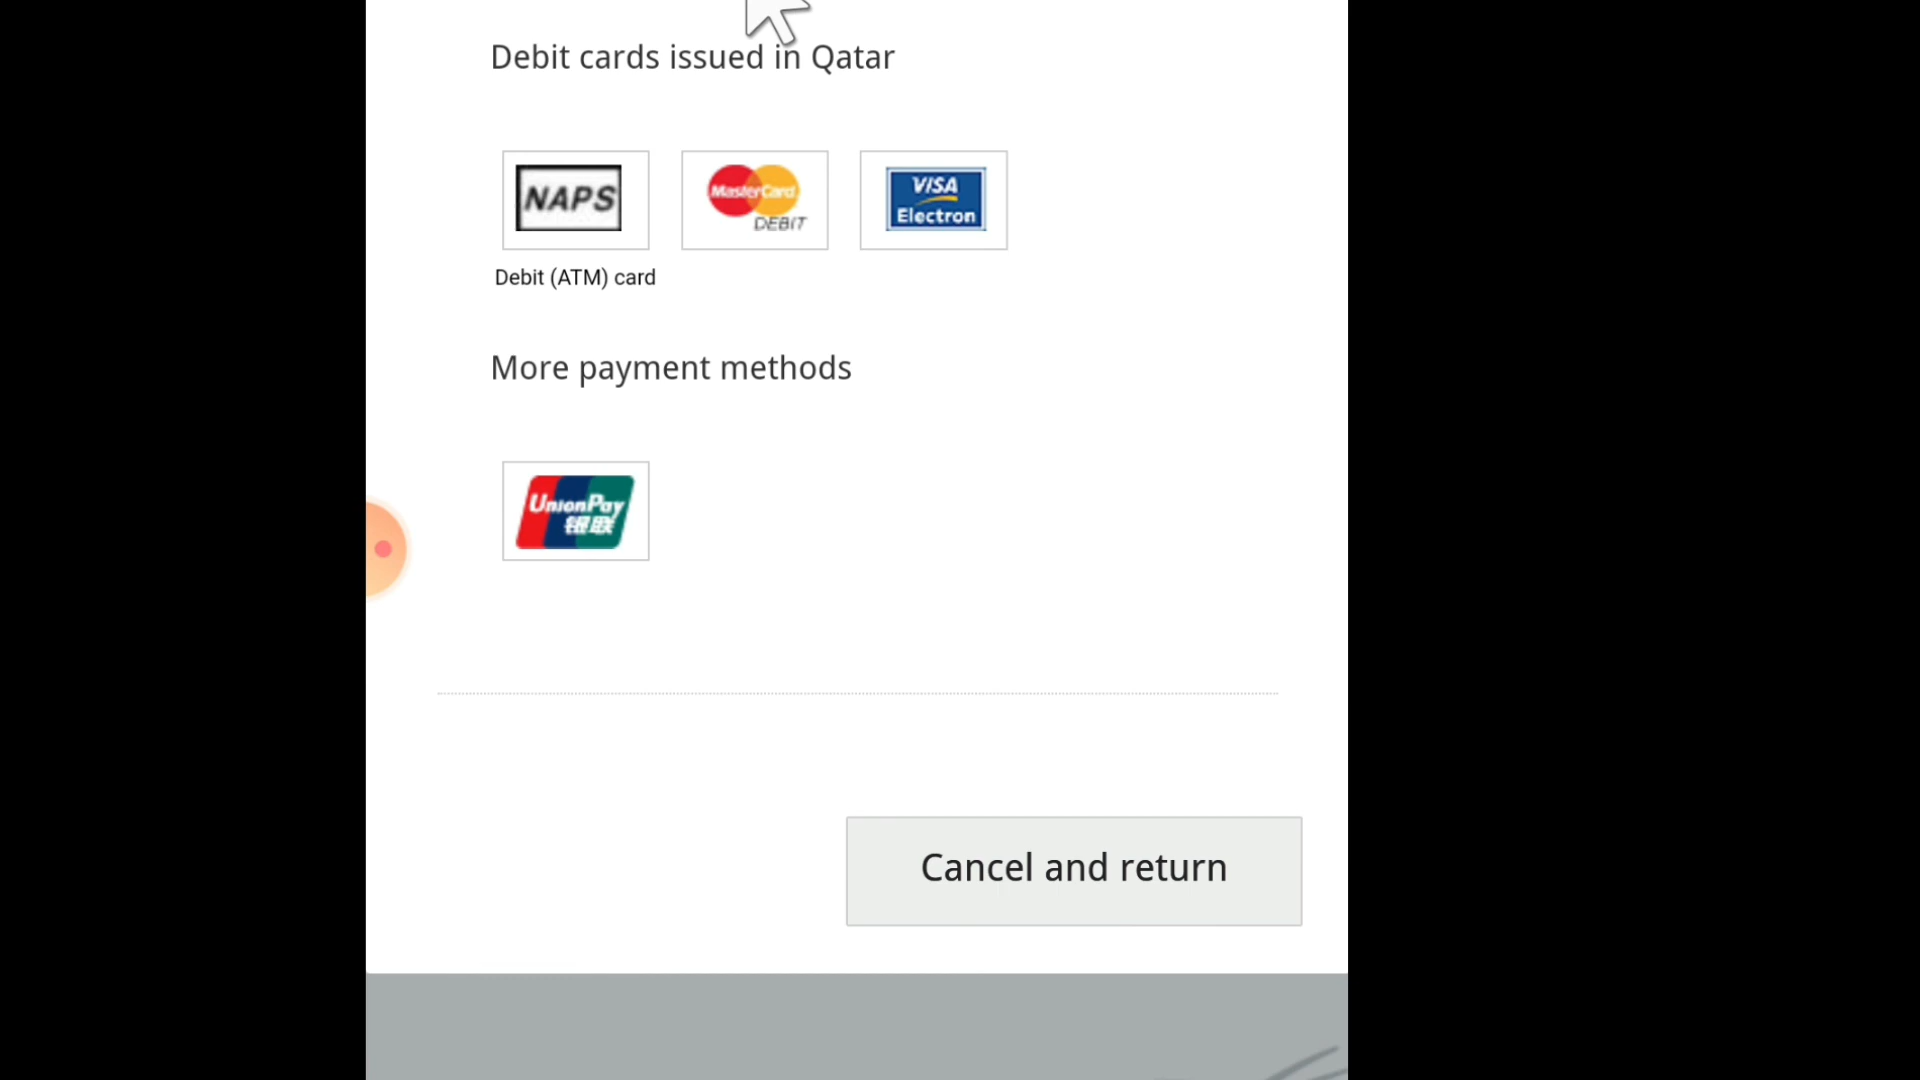 Debit cards issued in Qatar
NAPS
MasterCard
DEBIT
VISA
Electron
Debit (ATM) card
More payment methods
UnionPay
银联
Cancel and return